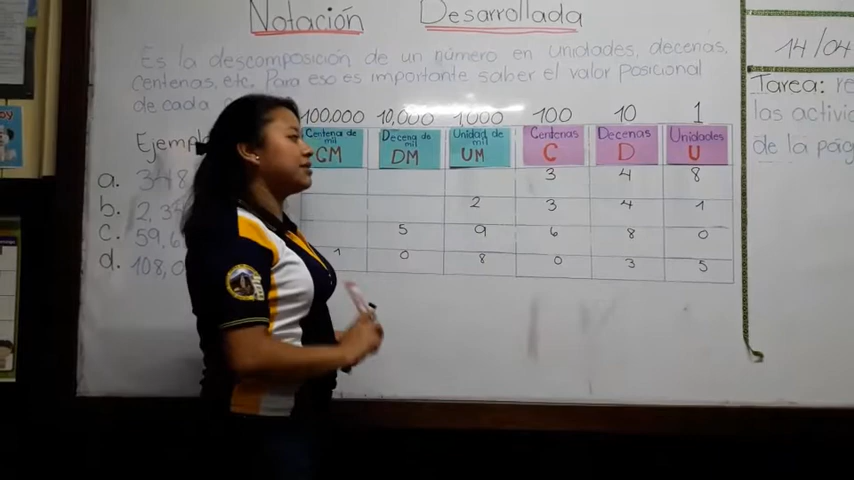 Notación Desarrollada
14/04
Es la descomposición de un número en unidades, decenas,
centenas, etc. Para eso es importante saber el valor posicional
de cada
Tarea:
las activi
de la pág
100,000 10,000 1,000 100 10 1
Centena de mil Decena de mil Unidad de mil Centenas Decenas Unidades
CM DM UM C D U
a. 348 3 4 8
b. 2,34 2 3 4 1
c. 59,6 5 9 6 8 0
d. 108,0 1 0 8 0 3 5